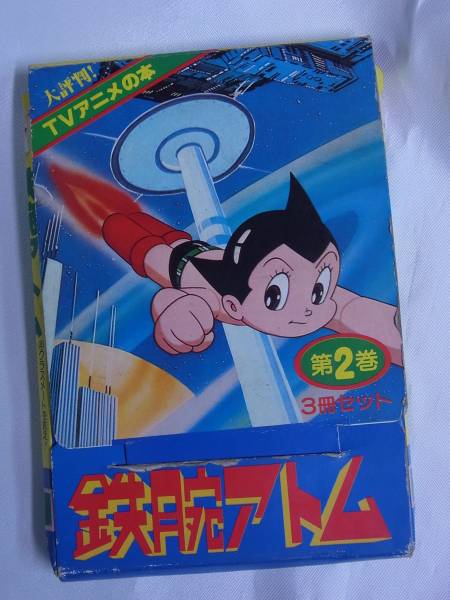 大評判!
TVアニメの本
第2巻
3冊セット
鉄腕アトム